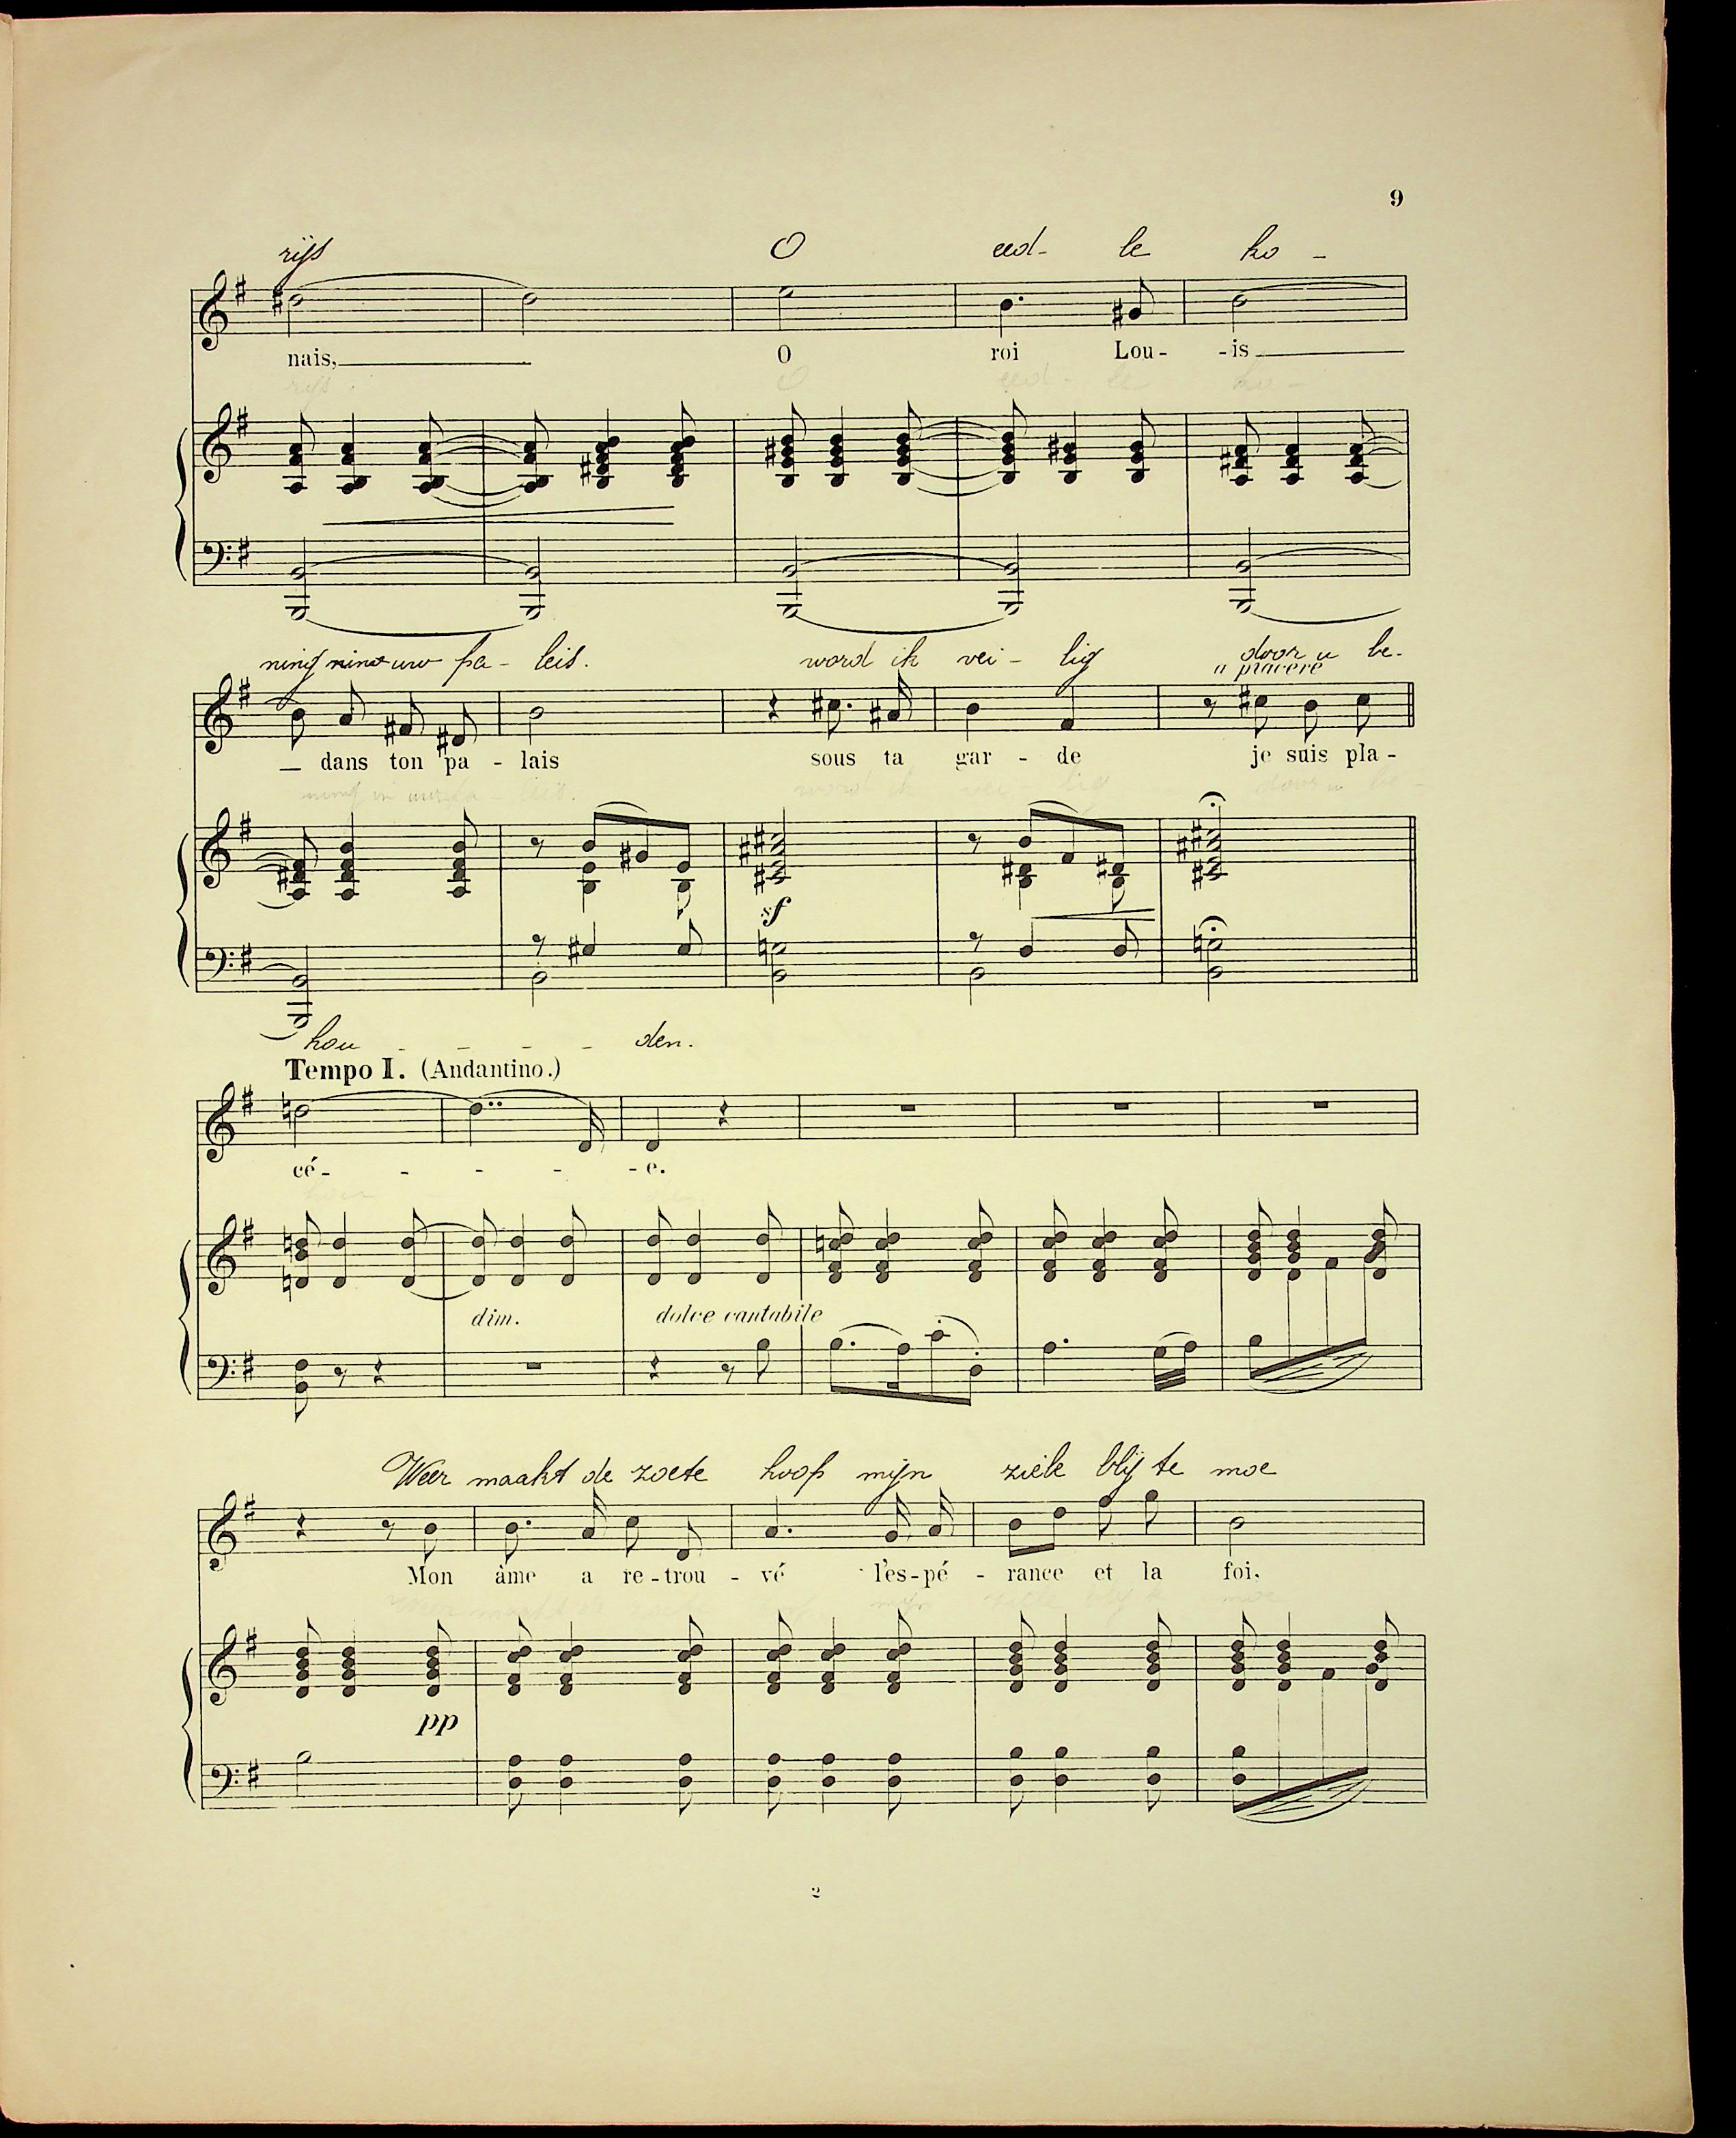 9
rijs O eed- le ko -
nais, O roi Lou- -is
ning uw pa- leis. word ik vei- lig door u be-
a piacere
dans ton pa - lais sous ta gar - de je suis pla -
sf
hou - - - - den.
Tempo I. (Andantino.)
cé - - - - - e.
dim. dolce cantabile
Weer maakt de zoete hoop mijn ziele blij te moe
Mon âme a re - trou - vé l'es - pé - rance et la foi.
pp
2